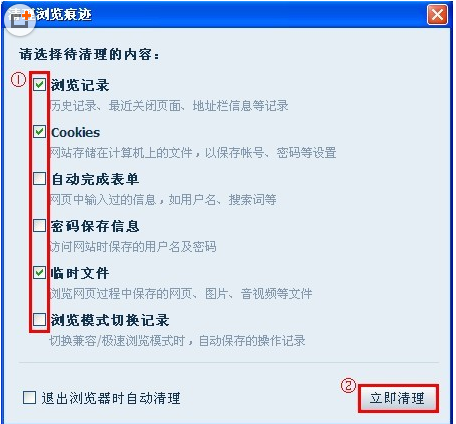 清理浏览痕迹
请选择待清理的内容：
①
浏览记录
历史记录、最近关闭页面、地址栏信息等记录
Cookies
网站存储在计算机上的文件，以保存帐号、密码等设置
自动完成表单
网页中输入过的信息，如用户名、搜索词等
密码保存信息
访问网站时保存的用户名及密码
临时文件
浏览网页过程中保存的网页、图片、音视频等文件
浏览模式切换记录
切换兼容/极速浏览模式时，自动保存的操作记录
退出浏览器时自动清理
②
立即清理